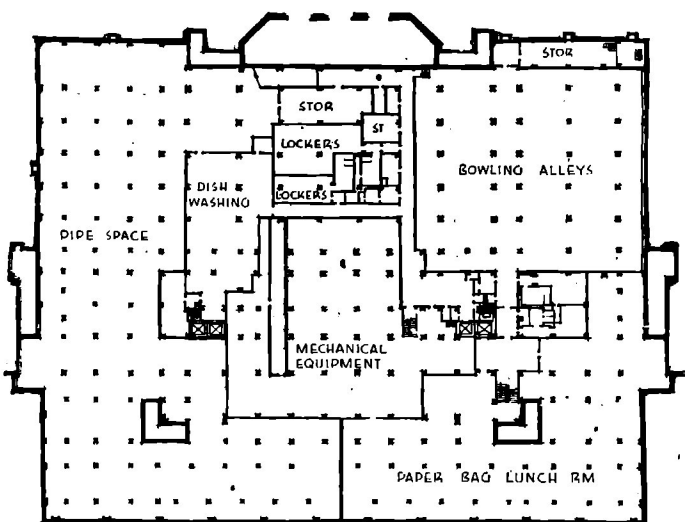 STOR
STOR
ST
LOCKERS
BOWLING ALLEYS
DISH
WASHING
LOCKERS
PIPE SPACE
MECHANICAL
EQUIPMENT
PAPER BAG LUNCH RM